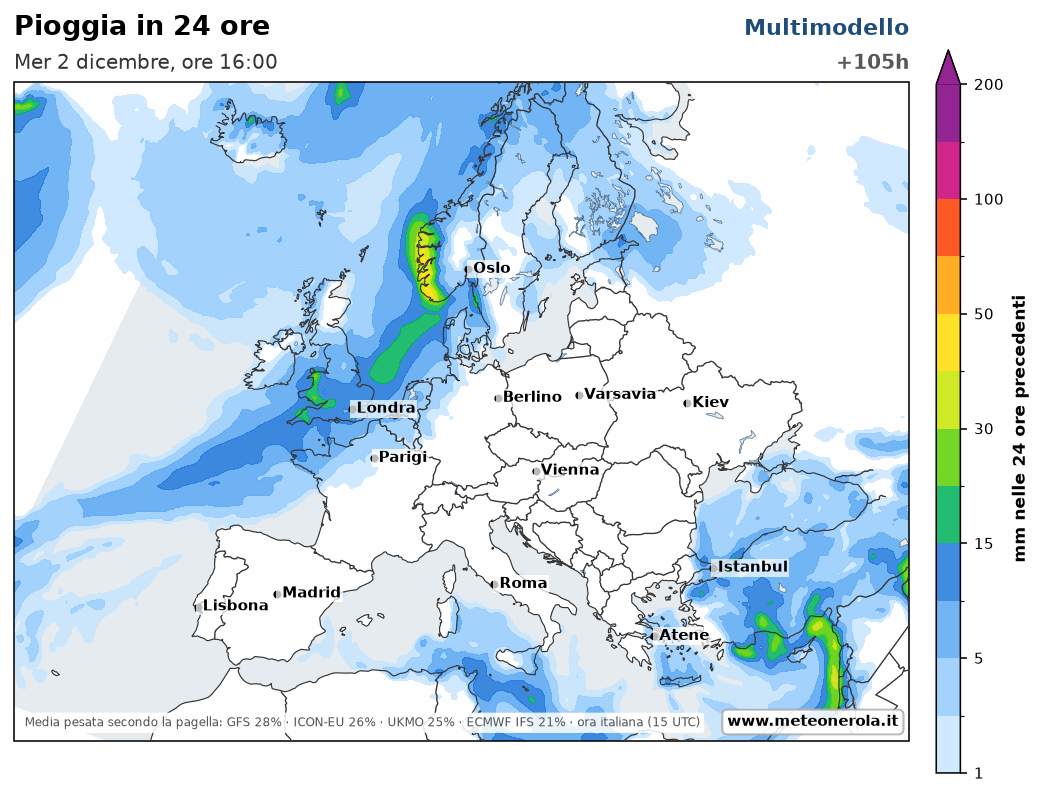 Pioggia in 24 ore
Multimodello
Mer 2 dicembre, ore 16:00
+105h
200
100
50
30
15
5
1
mm nelle 24 ore precedenti
Oslo
Londra
Berlino
Varsavia
Kiev
Parigi
Vienna
Istanbul
Roma
Madrid
Lisbona
Atene
Media pesata secondo la pagella: GFS 28% · ICON-EU 26% · UKMO 25% · ECMWF IFS 21% · ora italiana (15 UTC)
www.meteonerola.it